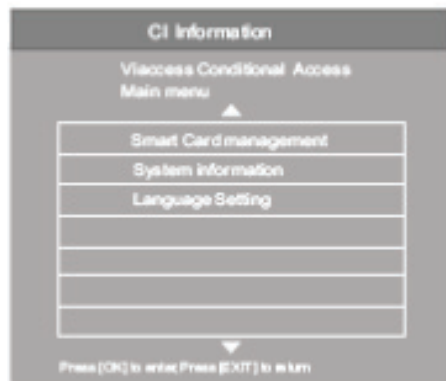 CI Information
Viaccess Conditional Access
Main menu
Smart Card management
System information
Language Setting
Press [OK] to enter, Press [EXIT] to return